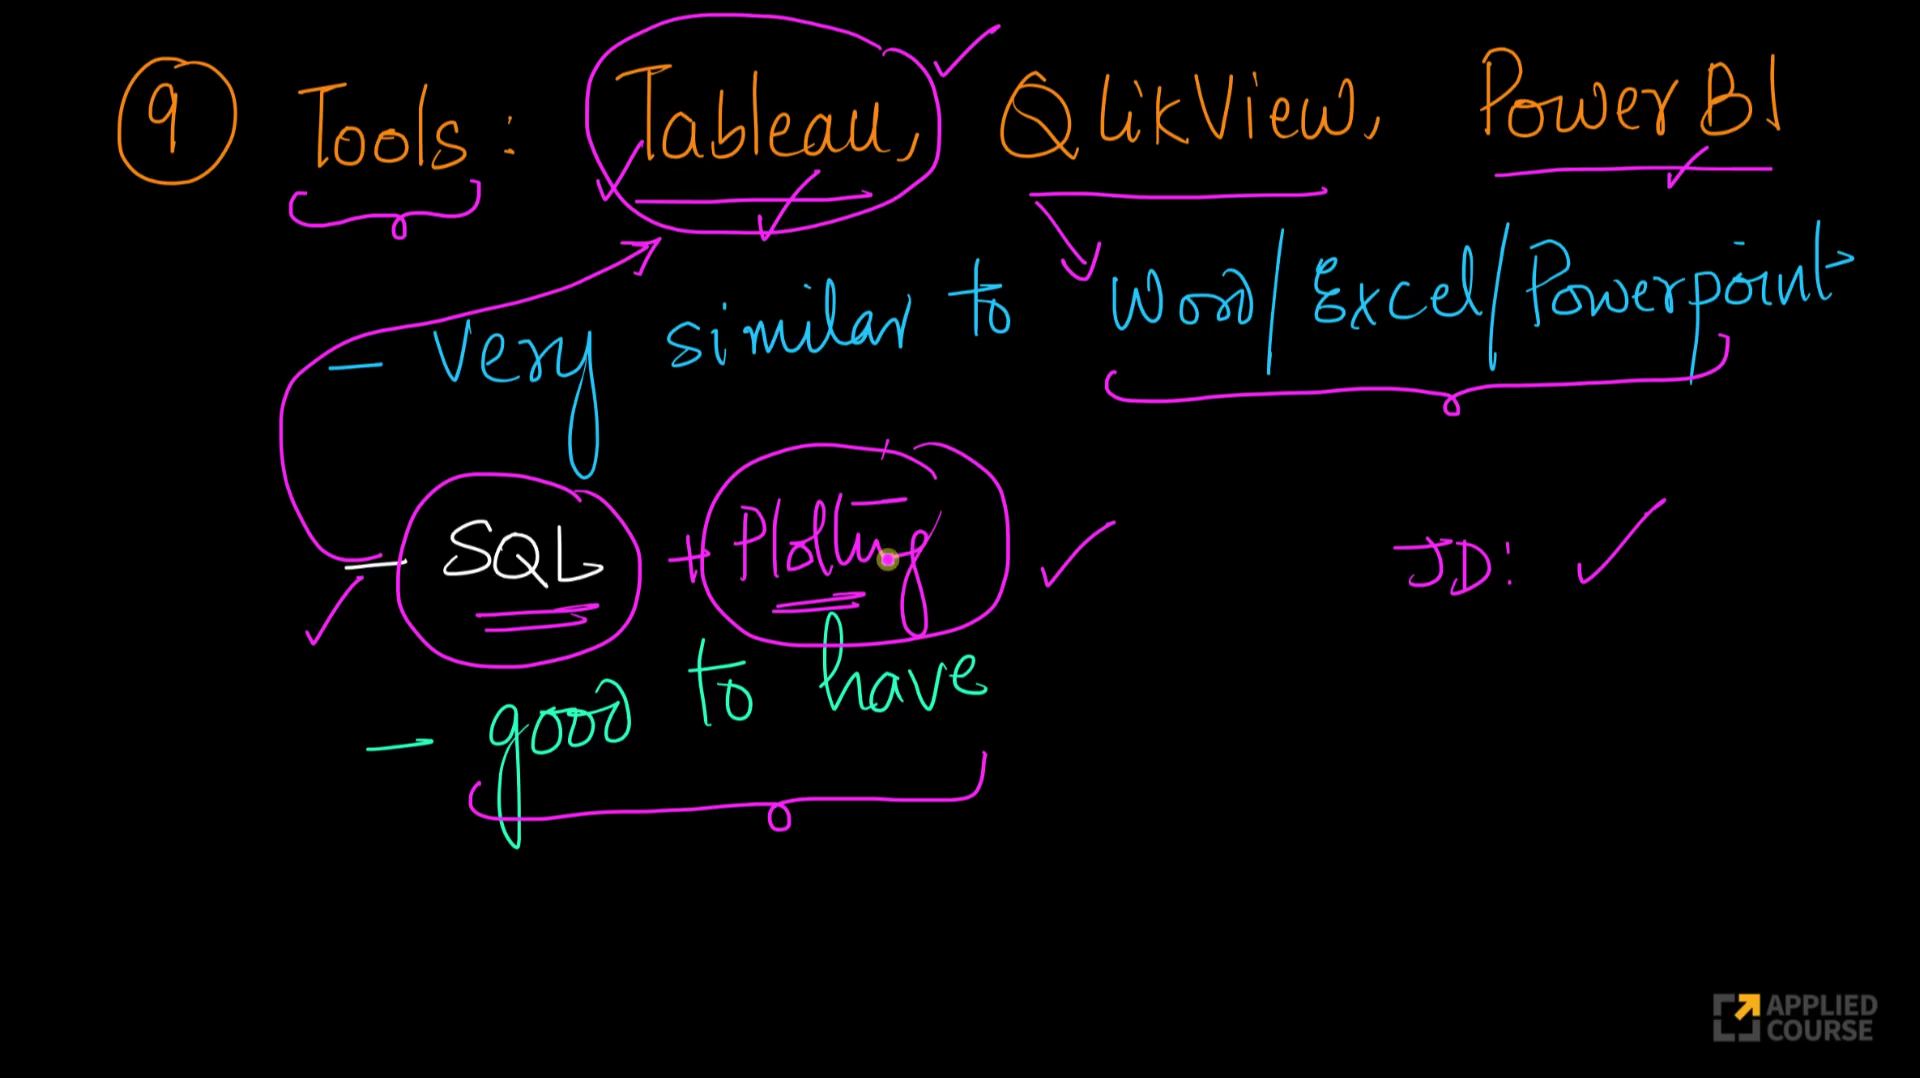 9 Tools: Tableau, QlikView, PowerBI
- Very similar to Word/Excel/Powerpoint
- SQL + Plotting
JD:
- good to have
APPLIED
COURSE